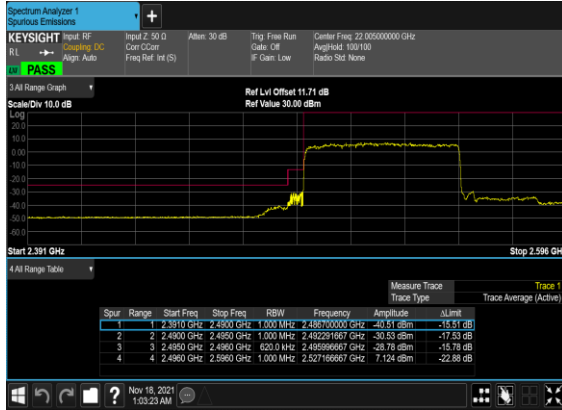 Spectrum Analyzer 1
Spurious Emissions
+
KEYSIGHT Input: RF Input Z: 50 Ω Atten: 30 dB Trig: Free Run Center Freq: 22.005000000 GHz
RL Coupling: DC Corr CCorr Gate: Off Avg|Hold: 100/100
Align: Auto Freq Ref: Int (S) IF Gain: Low Radio Std: None
PASS
3 All Range Graph Ref Lvl Offset 11.71 dB
Scale/Div 10.0 dB Ref Value 30.00 dBm
Log
20.0
10.0
0.00
-10.0
-20.0
-30.0
-40.0
-50.0
-60.0
Start 2.391 GHz Stop 2.596 GH
4 All Range Table
Measure Trace Trace 1
Trace Type Trace Average (Active)
Spur Range Start Freq Stop Freq RBW Frequency Amplitude ΔLimit
1 1 2.3910 GHz 2.4900 GHz 1.000 MHz 2.486700000 GHz -40.51 dBm -15.51 dB
2 2 2.4900 GHz 2.4950 GHz 1.000 MHz 2.492291667 GHz -30.53 dBm -17.53 dB
3 3 2.4950 GHz 2.4960 GHz 620.0 kHz 2.495996667 GHz -28.78 dBm -15.78 dB
4 4 2.4960 GHz 2.5960 GHz 1.000 MHz 2.527166667 GHz 7.124 dBm -22.88 dB
? Nov 18, 2021
1:03:23 AM